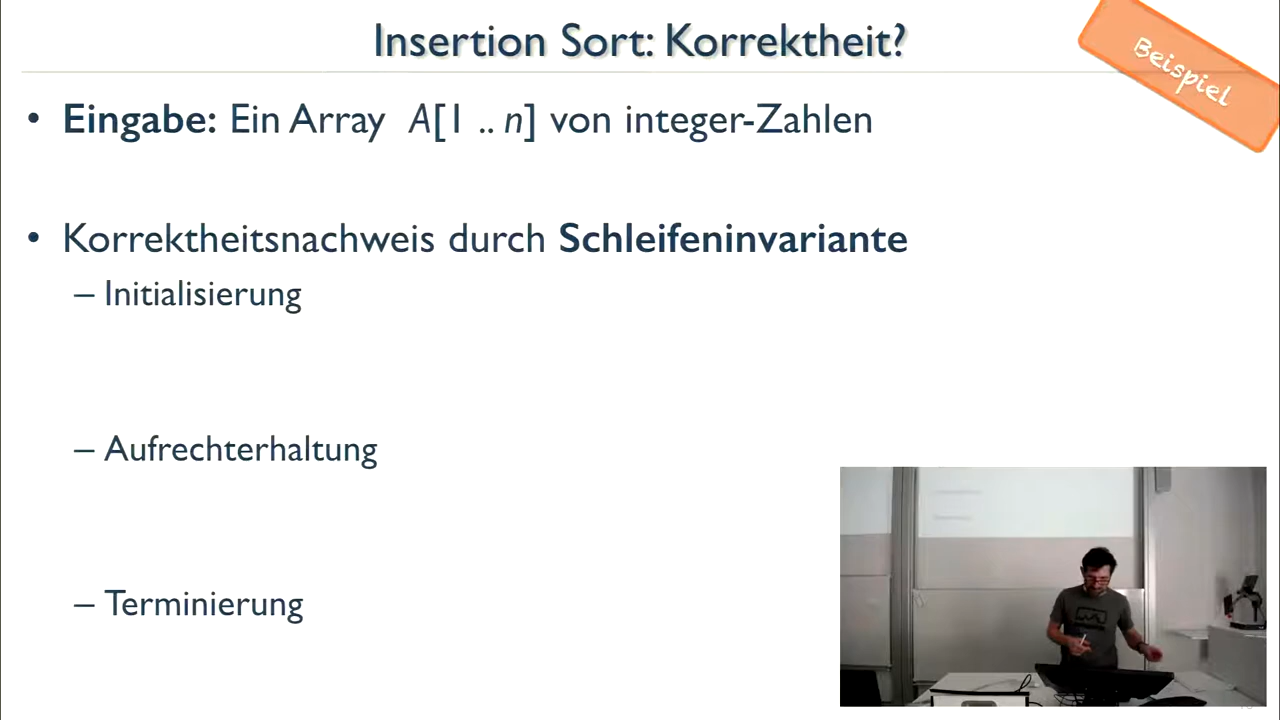 Insertion Sort: Korrektheit?
Beispiel
• Eingabe: Ein Array A[1 .. n] von integer-Zahlen
• Korrektheitsnachweis durch Schleifeninvariante
– Initialisierung
– Aufrechterhaltung
– Terminierung